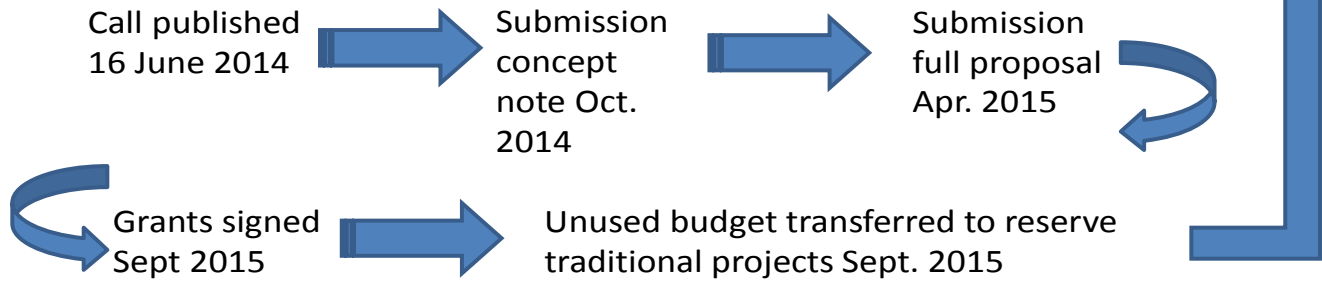 Call published
16 June 2014
Submission
concept
note Oct.
2014
Submission
full proposal
Apr. 2015
Grants signed
Sept 2015
Unused budget transferred to reserve
traditional projects Sept. 2015